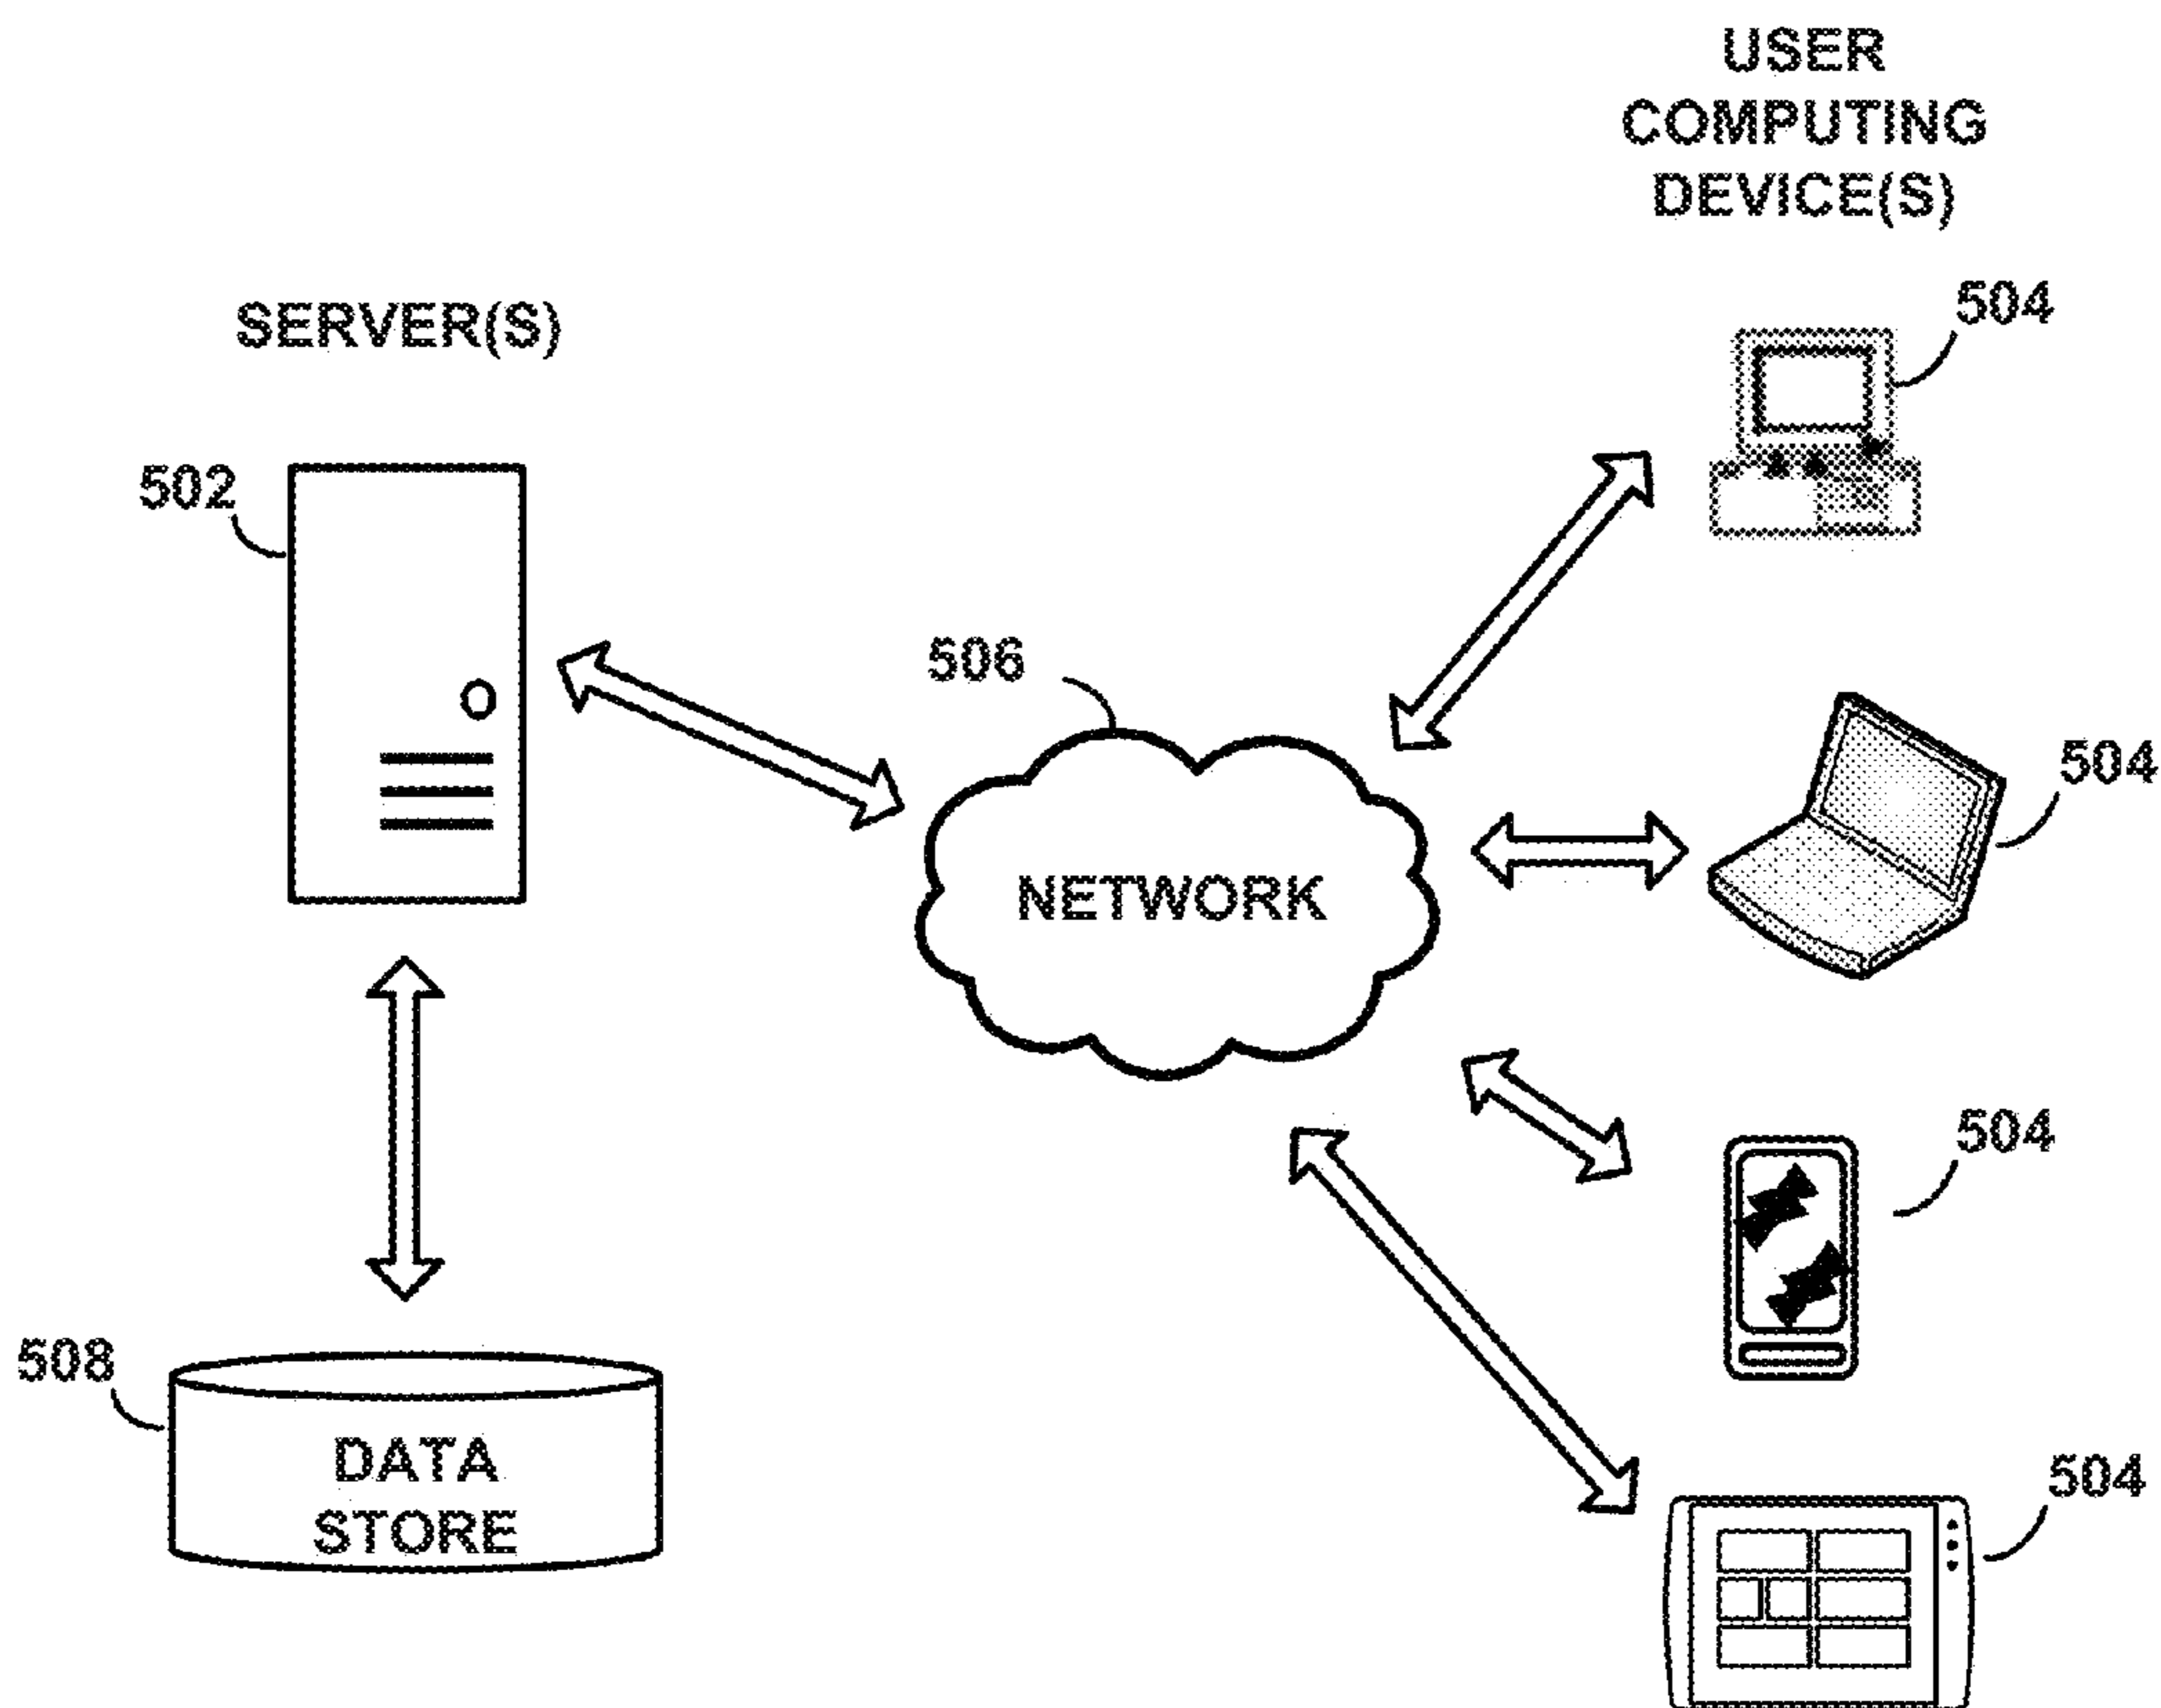 USER
COMPUTING
DEVICE(S)
504
SERVER(S)
502
506
504
NETWORK
504
508
DATA
STORE
504